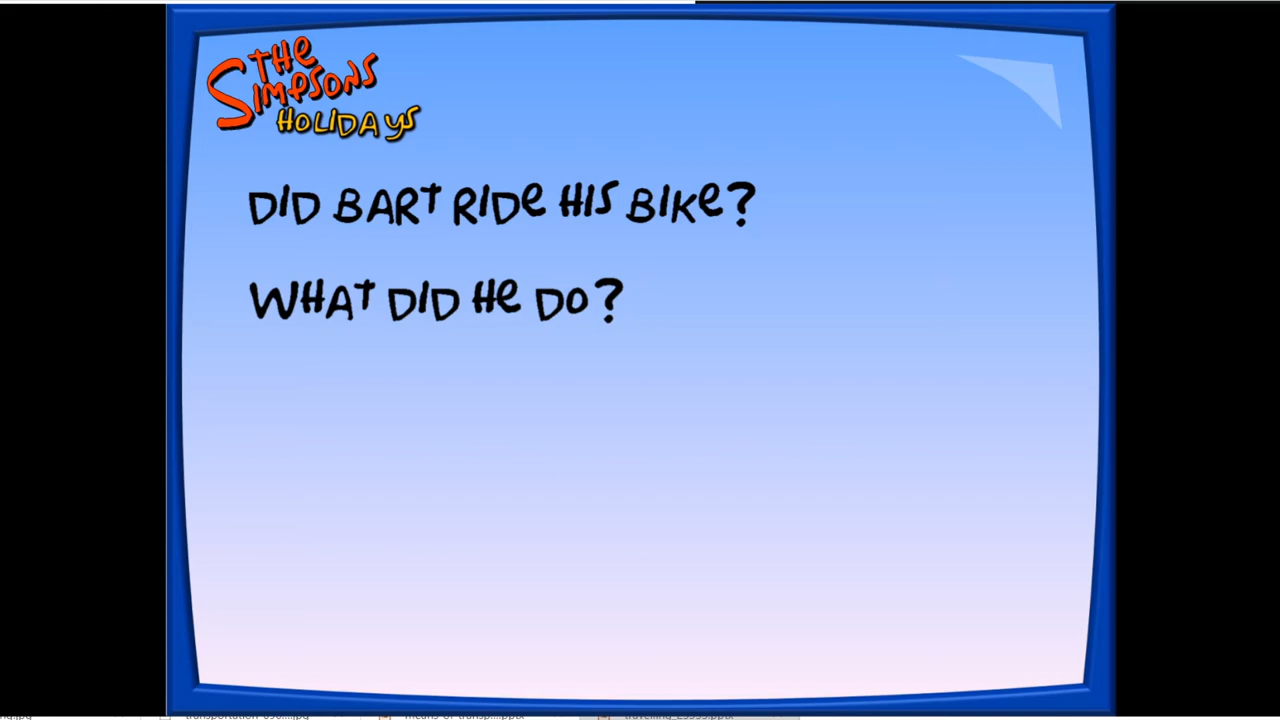 THE
SIMPSONS
HOLIDAYS
DID BART RIDE HIS BIKE?
WHAT DID HE DO?